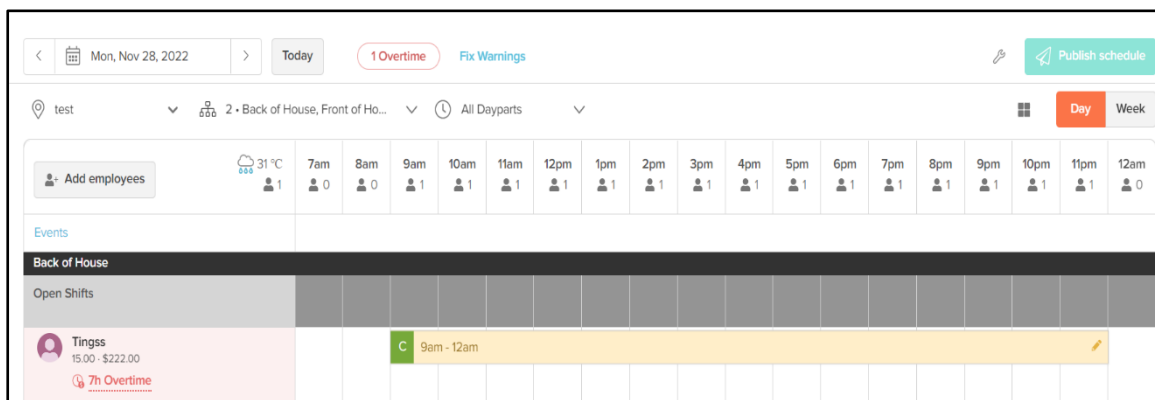 Mon, Nov 28, 2022 Today 1 Overtime Fix Warnings Publish schedule
test 2 • Back of House, Front of Ho... All Dayparts Day Week
31 °C 7am 8am 9am 10am 11am 12pm 1pm 2pm 3pm 4pm 5pm 6pm 7pm 8pm 9pm 10pm 11pm 12am
Add employees 1 0 0 1 1 1 1 1 1 1 1 1 1 1 1 1 1 1 0
Events
Back of House
Open Shifts
Tingss
15.00 - $222.00
C 9am - 12am
7h Overtime